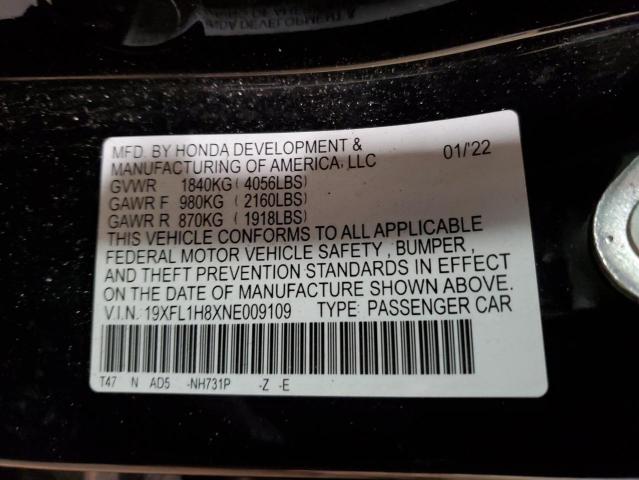 MFD. BY HONDA DEVELOPMENT &
MANUFACTURING OF AMERICA, LLC 01/'22
GVWR 1840KG ( 4056LBS)
GAWR F 980KG ( 2160LBS)
GAWR R 870KG ( 1918LBS)
THIS VEHICLE CONFORMS TO ALL APPLICABLE
FEDERAL MOTOR VEHICLE SAFETY , BUMPER ,
AND THEFT PREVENTION STANDARDS IN EFFECT
ON THE DATE OF MANUFACTURE SHOWN ABOVE.
V.I.N. 19XFL1H8XNE009109 TYPE: PASSENGER CAR
T47 N AD5 -NH731P -Z -E